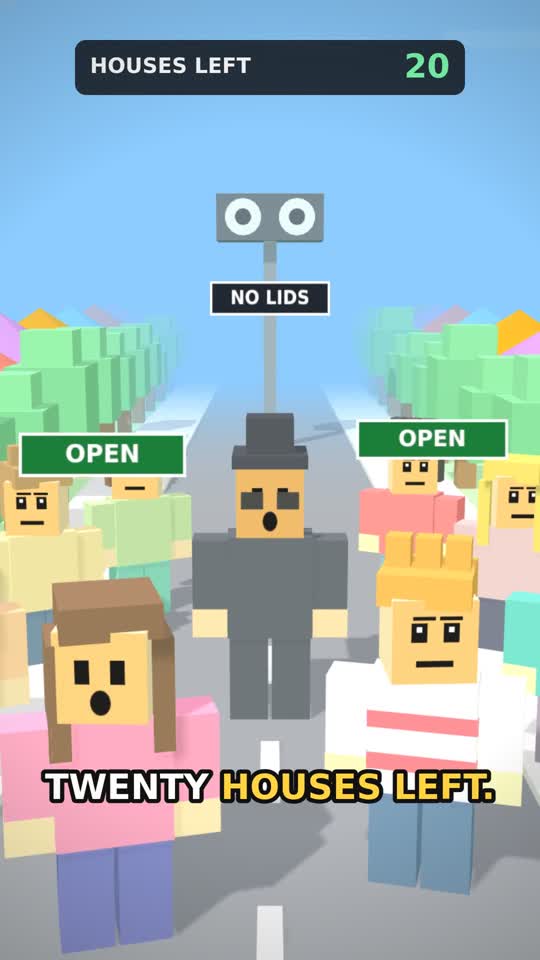 HOUSES LEFT 20
NO LIDS
OPEN
OPEN
TWENTY HOUSES LEFT.